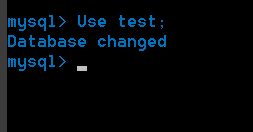 mysql> Use test;
Database changed
mysql> _